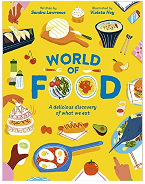 Written by
Sandra Lawrence
Illustrated by
Violeta Noy
WORLD
OF
FOOD
A delicious discovery
of what we eat